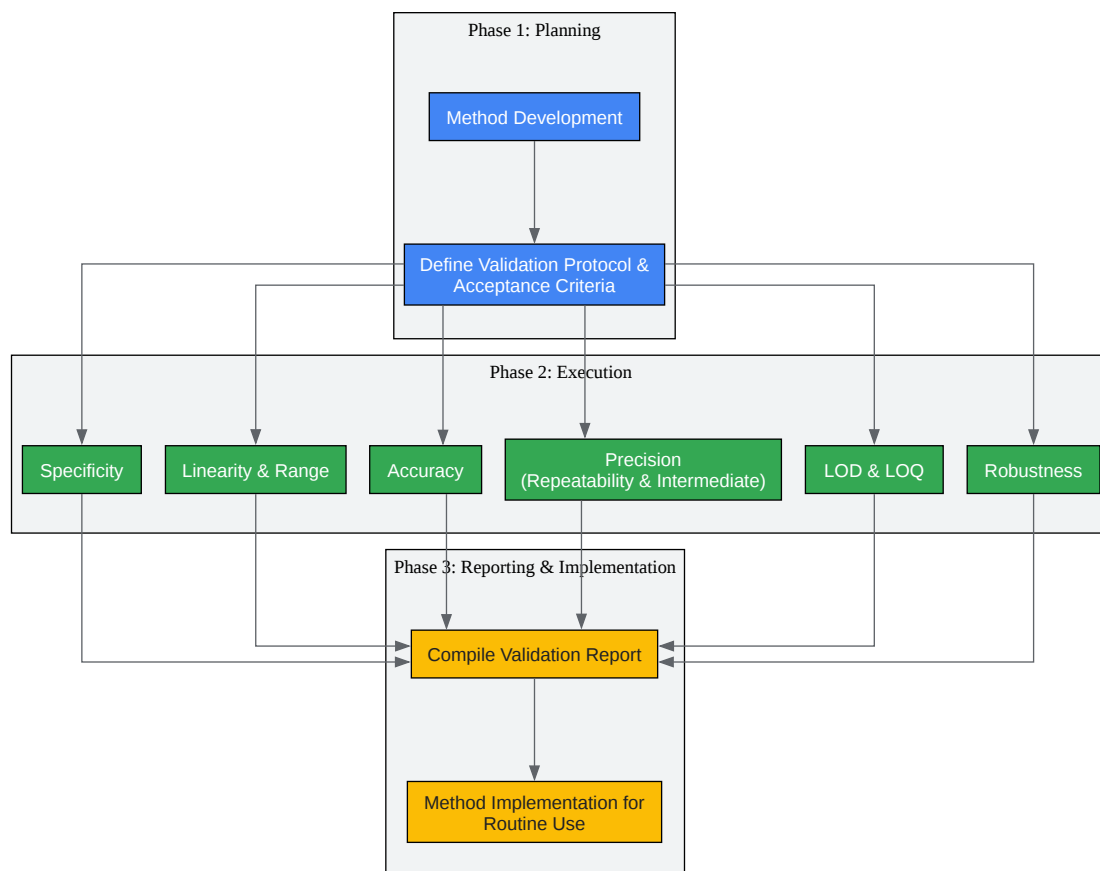 Phase 1: Planning
Method Development
Define Validation Protocol &
Acceptance Criteria
Phase 2: Execution
Specificity
Linearity & Range
Accuracy
Precision
(Repeatability & Intermediate)
LOD & LOQ
Robustness
Phase 3: Reporting & Implementation
Compile Validation Report
Method Implementation for
Routine Use